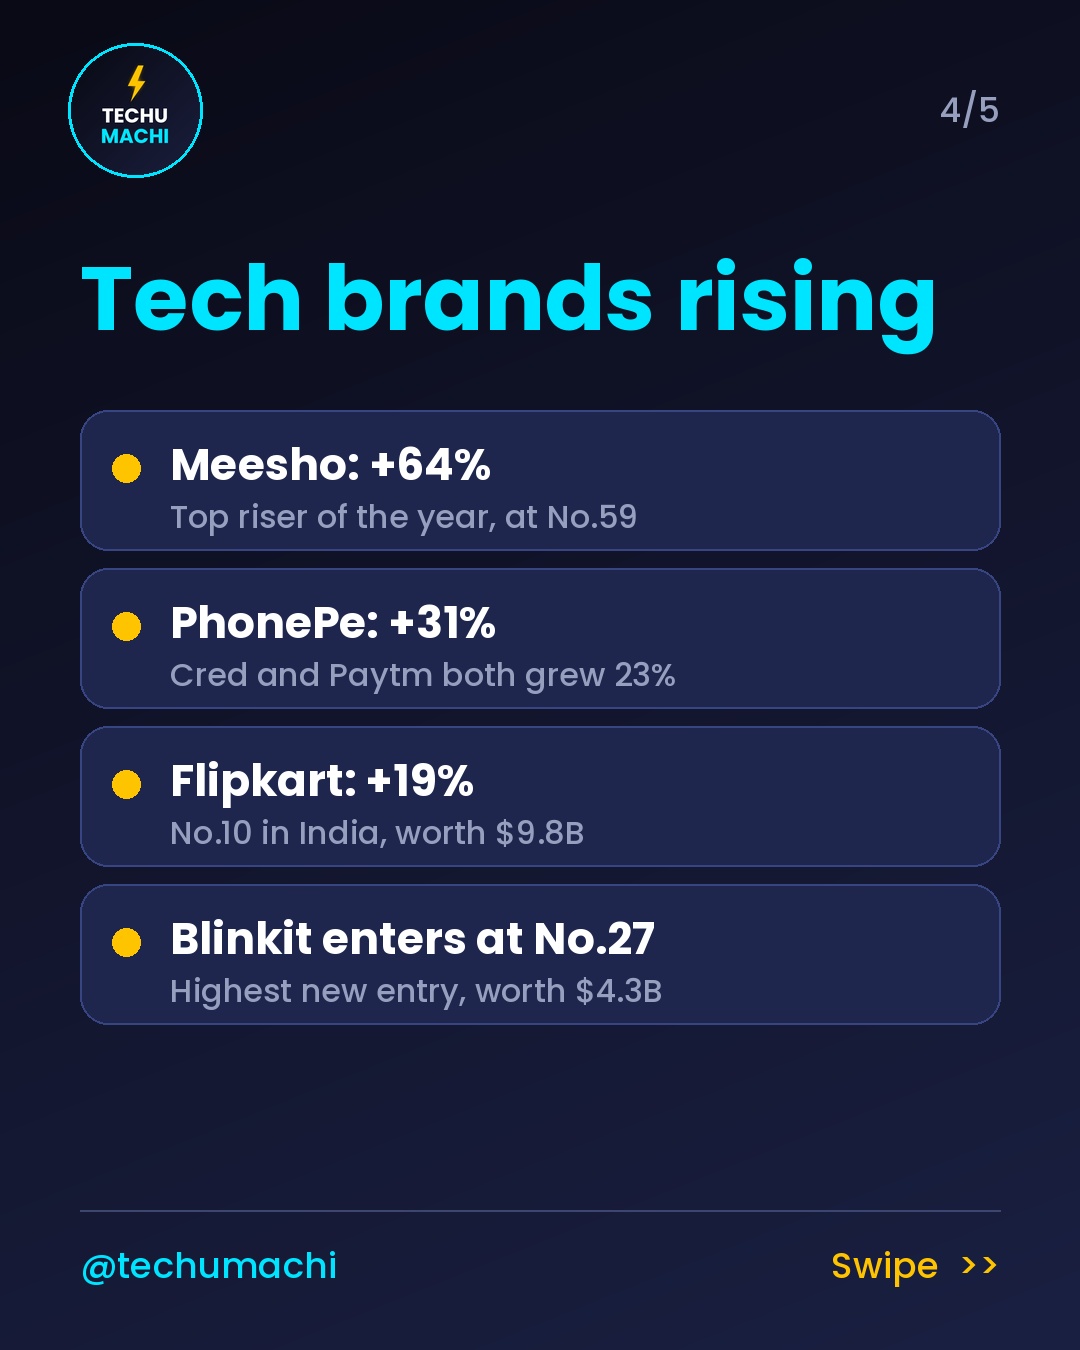 TECHU
MACHI
4/5
Tech brands rising
Meesho: +64%
Top riser of the year, at No.59
PhonePe: +31%
Cred and Paytm both grew 23%
Flipkart: +19%
No.10 in India, worth $9.8B
Blinkit enters at No.27
Highest new entry, worth $4.3B
@techumachi
Swipe >>